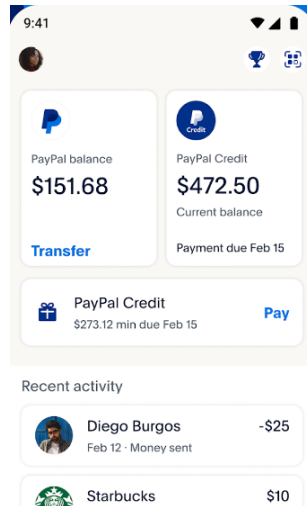 9:41
PayPal balance
$151.68
Transfer
Credit
PayPal Credit
$472.50
Current balance
Payment due Feb 15
PayPal Credit
$273.12 min due Feb 15
Pay
Recent activity
Diego Burgos
-$25
Feb 12 · Money sent
Starbucks
$10